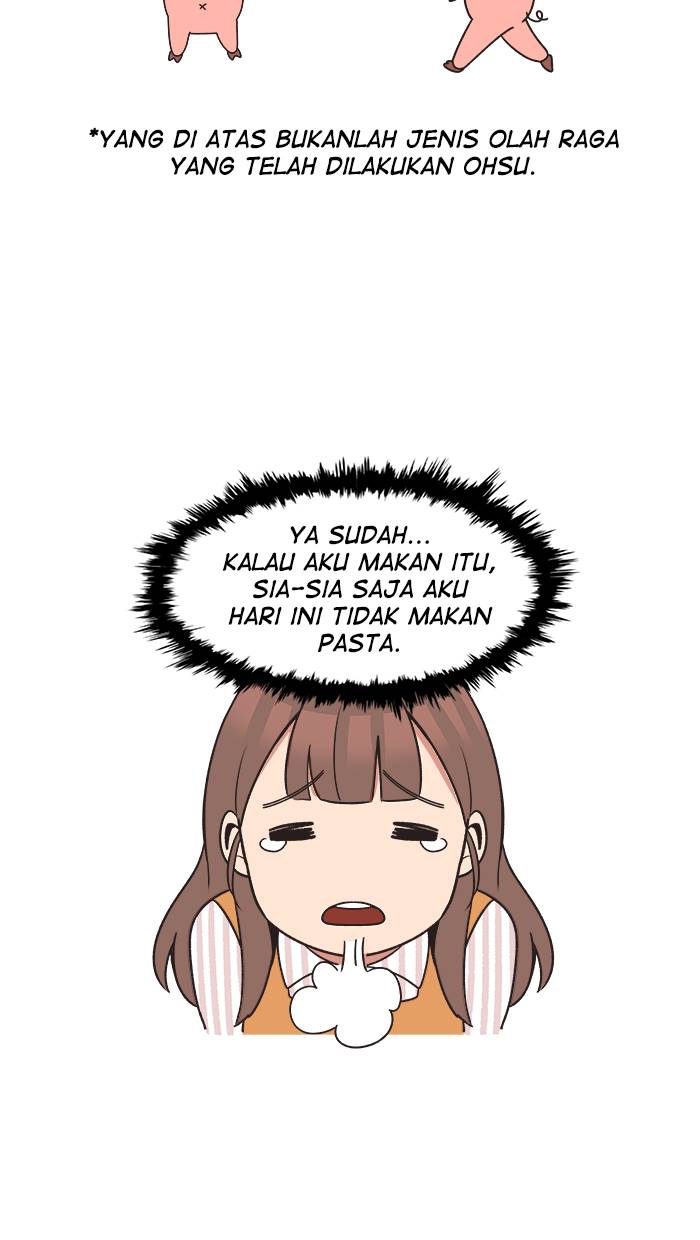 *YANG DI ATAS BUKANLAH JENIS OLAH RAGA
YANG TELAH DILAKUKAN OHSU.
YA SUDAH...
KALAU AKU MAKAN ITU,
SIA-SIA SAJA AKU
HARI INI TIDAK MAKAN
PASTA.